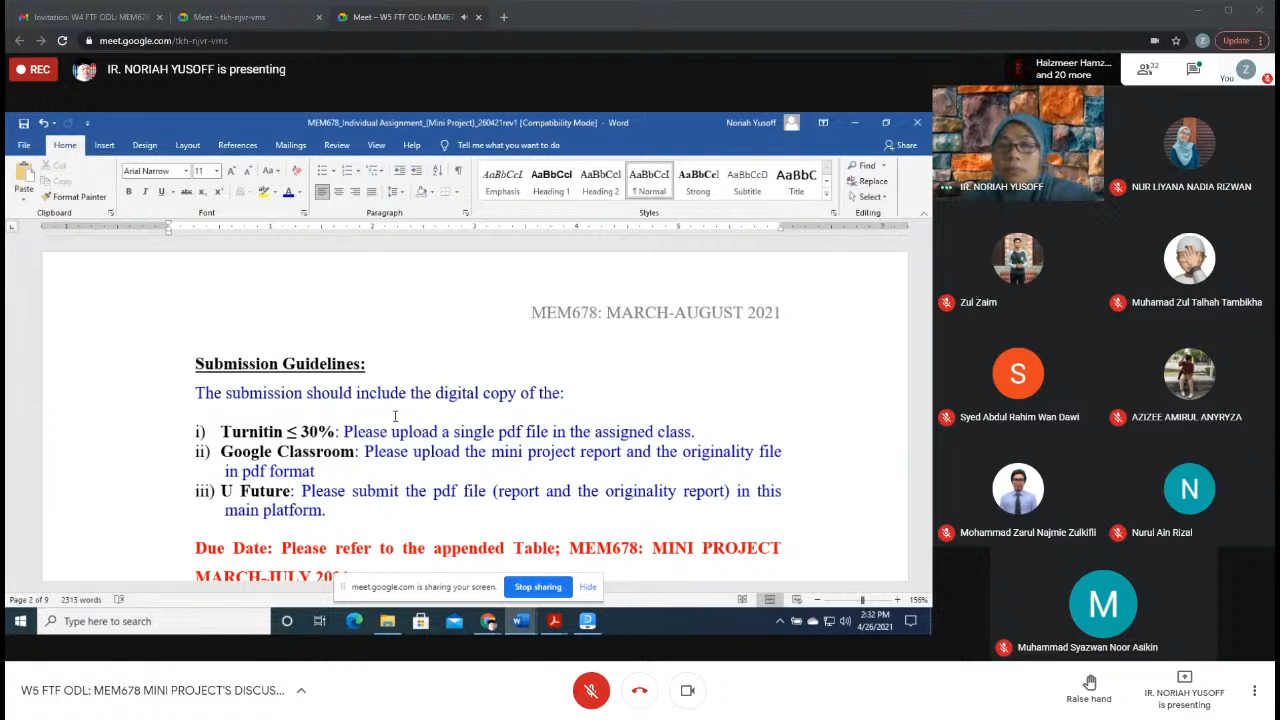 Invitation: W4 FTF ODL: MEM678
Meet – tkh-njvr-vms
Meet – W5 FTF ODL: MEM67
meet.google.com/tkh-njvr-vms
Z
Update
REC
IR. NORIAH YUSOFF is presenting
Haizmeer Hamz...
and 20 more
32
You
Z
MEM678_Individual Assignment_(Mini Project)_260421rev1 [Compatibility Mode] - Word
Noriah Yusoff
File Home Insert Design Layout References Mailings Review View Help Tell me what you want to do Share
Paste
Cut
Copy
Format Painter
Clipboard
Arial Narrow 11
Font
Paragraph
AaBbCcI AaBbCcI AaBbCcI AaBbCcI AaBbCc AaBbCcI AaBbC
Emphasis Heading 1 Heading 2 ¶ Normal Strong Subtitle Title
Styles
Find
Replace
Select
Editing
MEM678: MARCH-AUGUST 2021
Submission Guidelines:
The submission should include the digital copy of the:
i) Turnitin ≤ 30%: Please upload a single pdf file in the assigned class.
ii) Google Classroom: Please upload the mini project report and the originality file
in pdf format
iii) U Future: Please submit the pdf file (report and the originality report) in this
main platform.
Due Date: Please refer to the appended Table; MEM678: MINI PROJECT
MARCH-JULY
meet.google.com is sharing your screen. Stop sharing Hide
Page 2 of 9 2313 words
156%
Type here to search
2:32 PM
4/26/2021
IR. NORIAH YUSOFF
NUR LIYANA NADIA RIZWAN
Zul Zaim
Muhamad Zul Talhah Tambikha
S
Syed Abdul Rahim Wan Dawi
AZIZEE AMIRUL ANYRYZA
Mohammad Zarul Najmie Zulkifli
N
Nurul Ain Rizal
M
Muhammad Syazwan Noor Asikin
W5 FTF ODL: MEM678 MINI PROJECT'S DISCUS...
Raise hand
IR. NORIAH YUSOFF
is presenting